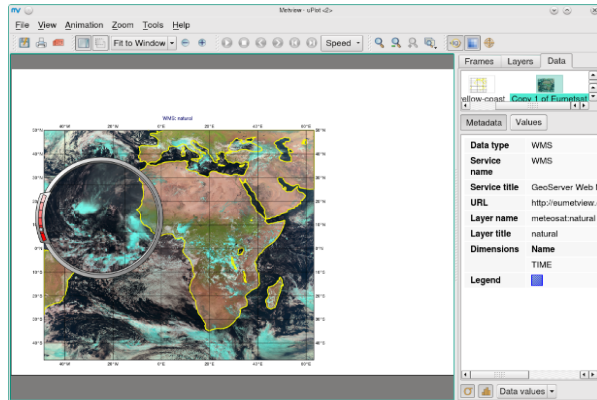 Metview - uPlot <2>
File View Animation Zoom Tools Help
Fit to Window Speed
Frames Layers Data
ellow-coast Copy 1 of Eumetsat
Metadata Values
Data type WMS
Service name WMS
Service title GeoServer Web
URL http://eumetview.
Layer name meteosat:natural
Layer title natural
Dimensions Name
TIME
Legend
Data values
WMS: natural